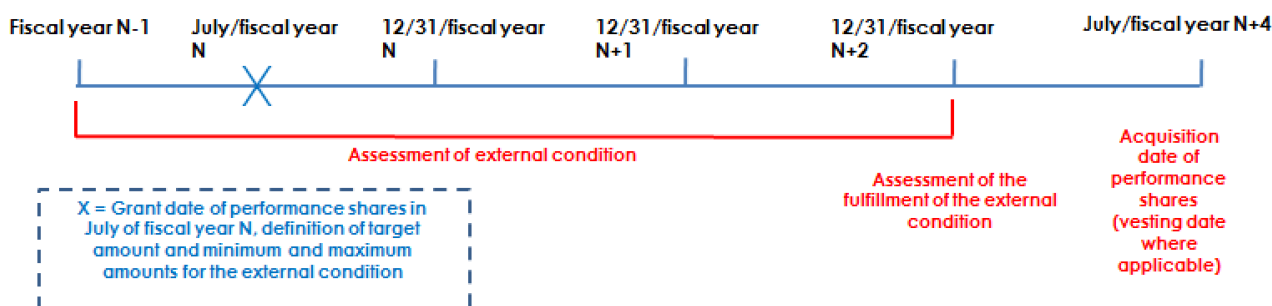 Fiscal year N-1
July/fiscal year
N
12/31/fiscal year
N
12/31/fiscal year
N+1
12/31/fiscal year
N+2
July/fiscal year N+4
Assessment of external condition
Assessment of the
fulfillment of the external
condition
Acquisition
date of
performance
shares
(vesting date
where
applicable)
X = Grant date of performance shares in
July of fiscal year N, definition of target
amount and minimum and maximum
amounts for the external condition